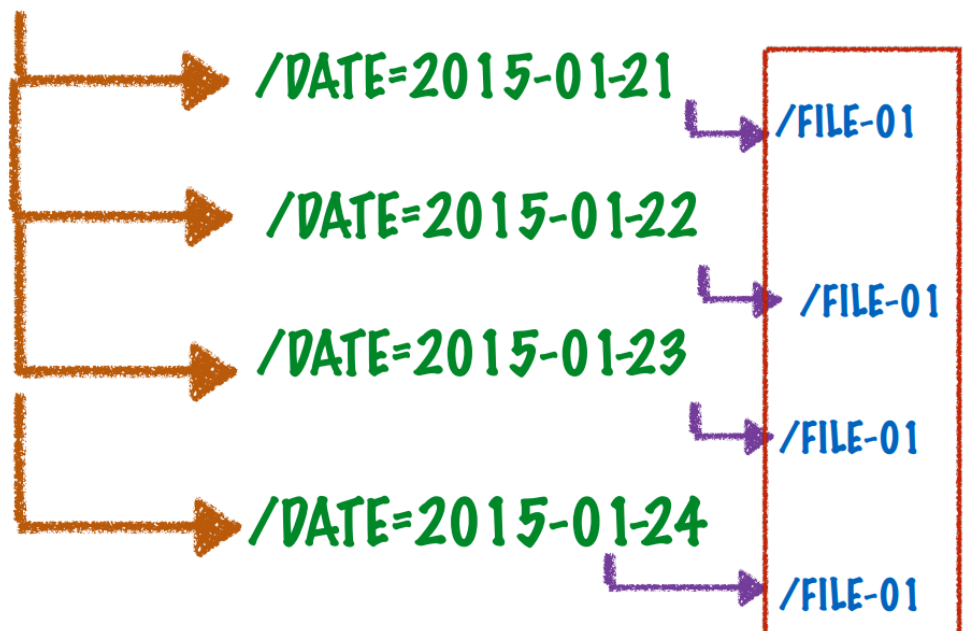 /DATE=2015-01-21
/FILE-01
/DATE=2015-01-22
/FILE-01
/DATE=2015-01-23
/FILE-01
/DATE=2015-01-24
/FILE-01